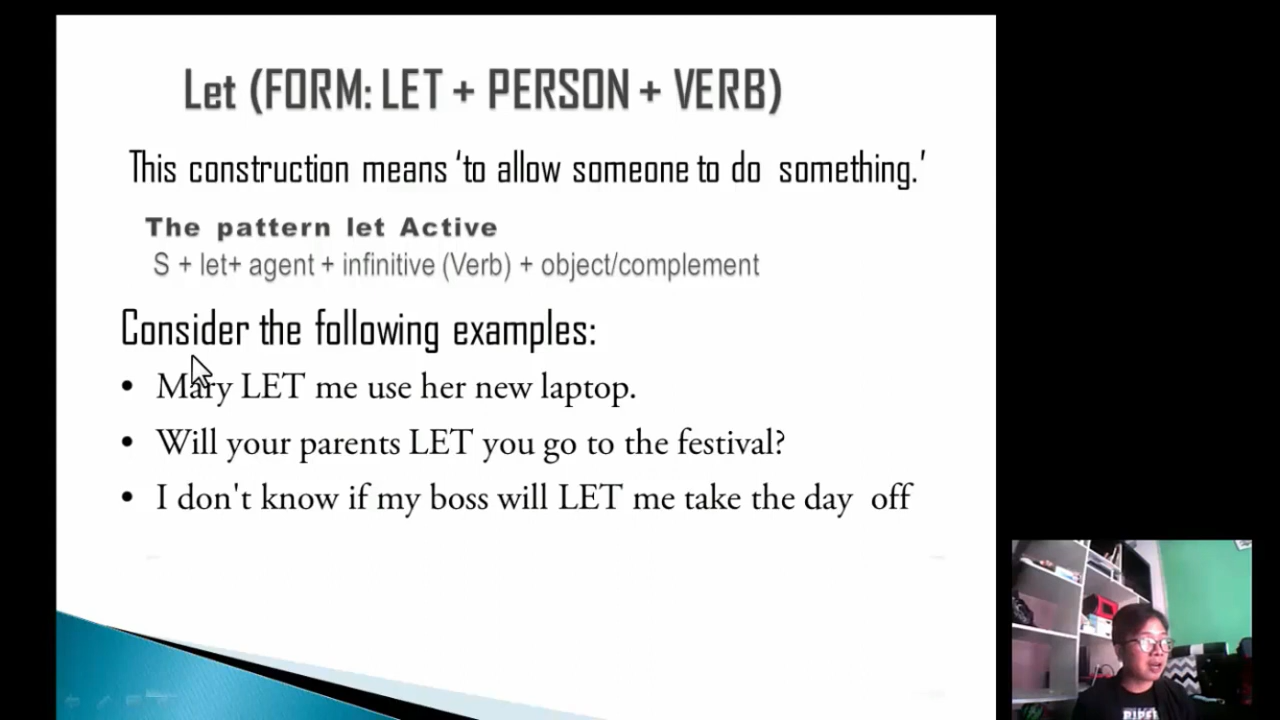 Let (FORM: LET + PERSON + VERB)
This construction means ‘to allow someone to do something.’
The pattern let Active
S + let+ agent + infinitive (Verb) + object/complement
Consider the following examples:
• Mary LET me use her new laptop.
• Will your parents LET you go to the festival?
• I don't know if my boss will LET me take the day off